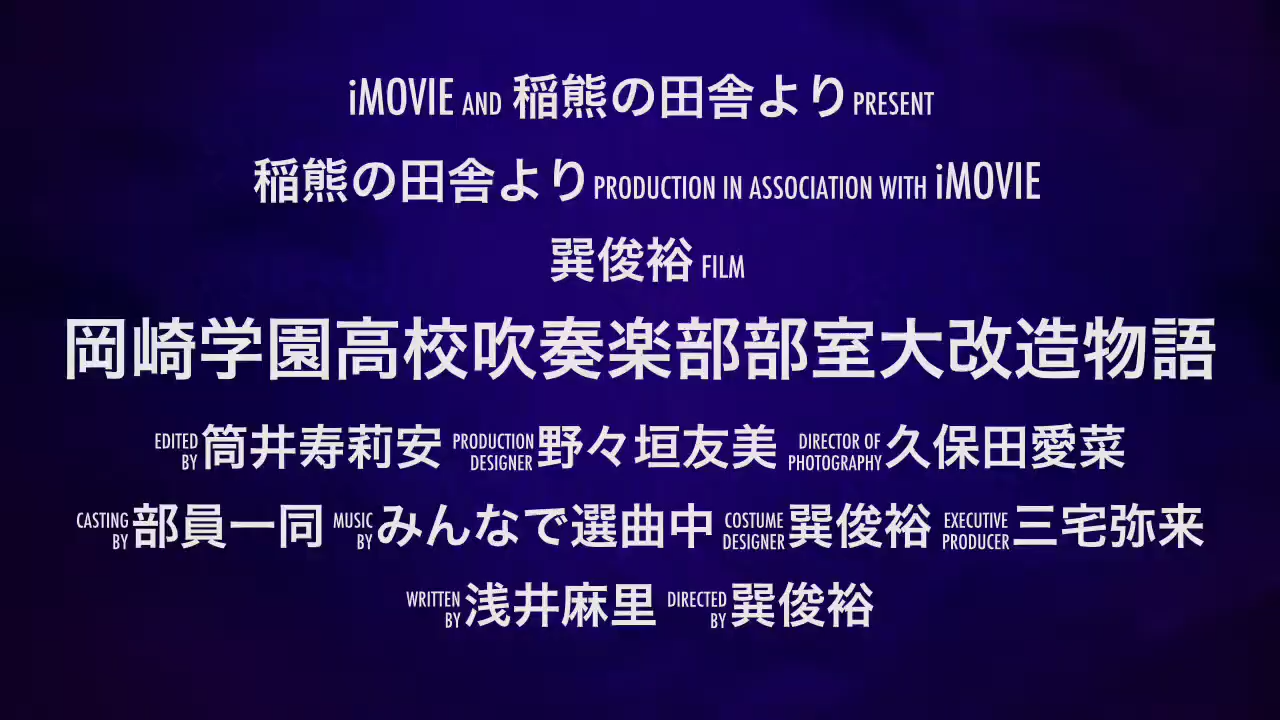 iMOVIE AND 稲熊の田舎より PRESENT
稲熊の田舎より PRODUCTION IN ASSOCIATION WITH iMOVIE
巽俊裕 FILM
岡崎学園高校吹奏楽部部室大改造物語
EDITED BY 筒井寿莉安 PRODUCTION DESIGNER 野々垣友美 DIRECTOR OF PHOTOGRAPHY 久保田愛菜
CASTING BY 部員一同 MUSIC BY みんなで選曲中 COSTUME DESIGNER 巽俊裕 EXECUTIVE PRODUCER 三宅弥来
WRITTEN BY 浅井麻里 DIRECTED BY 巽俊裕